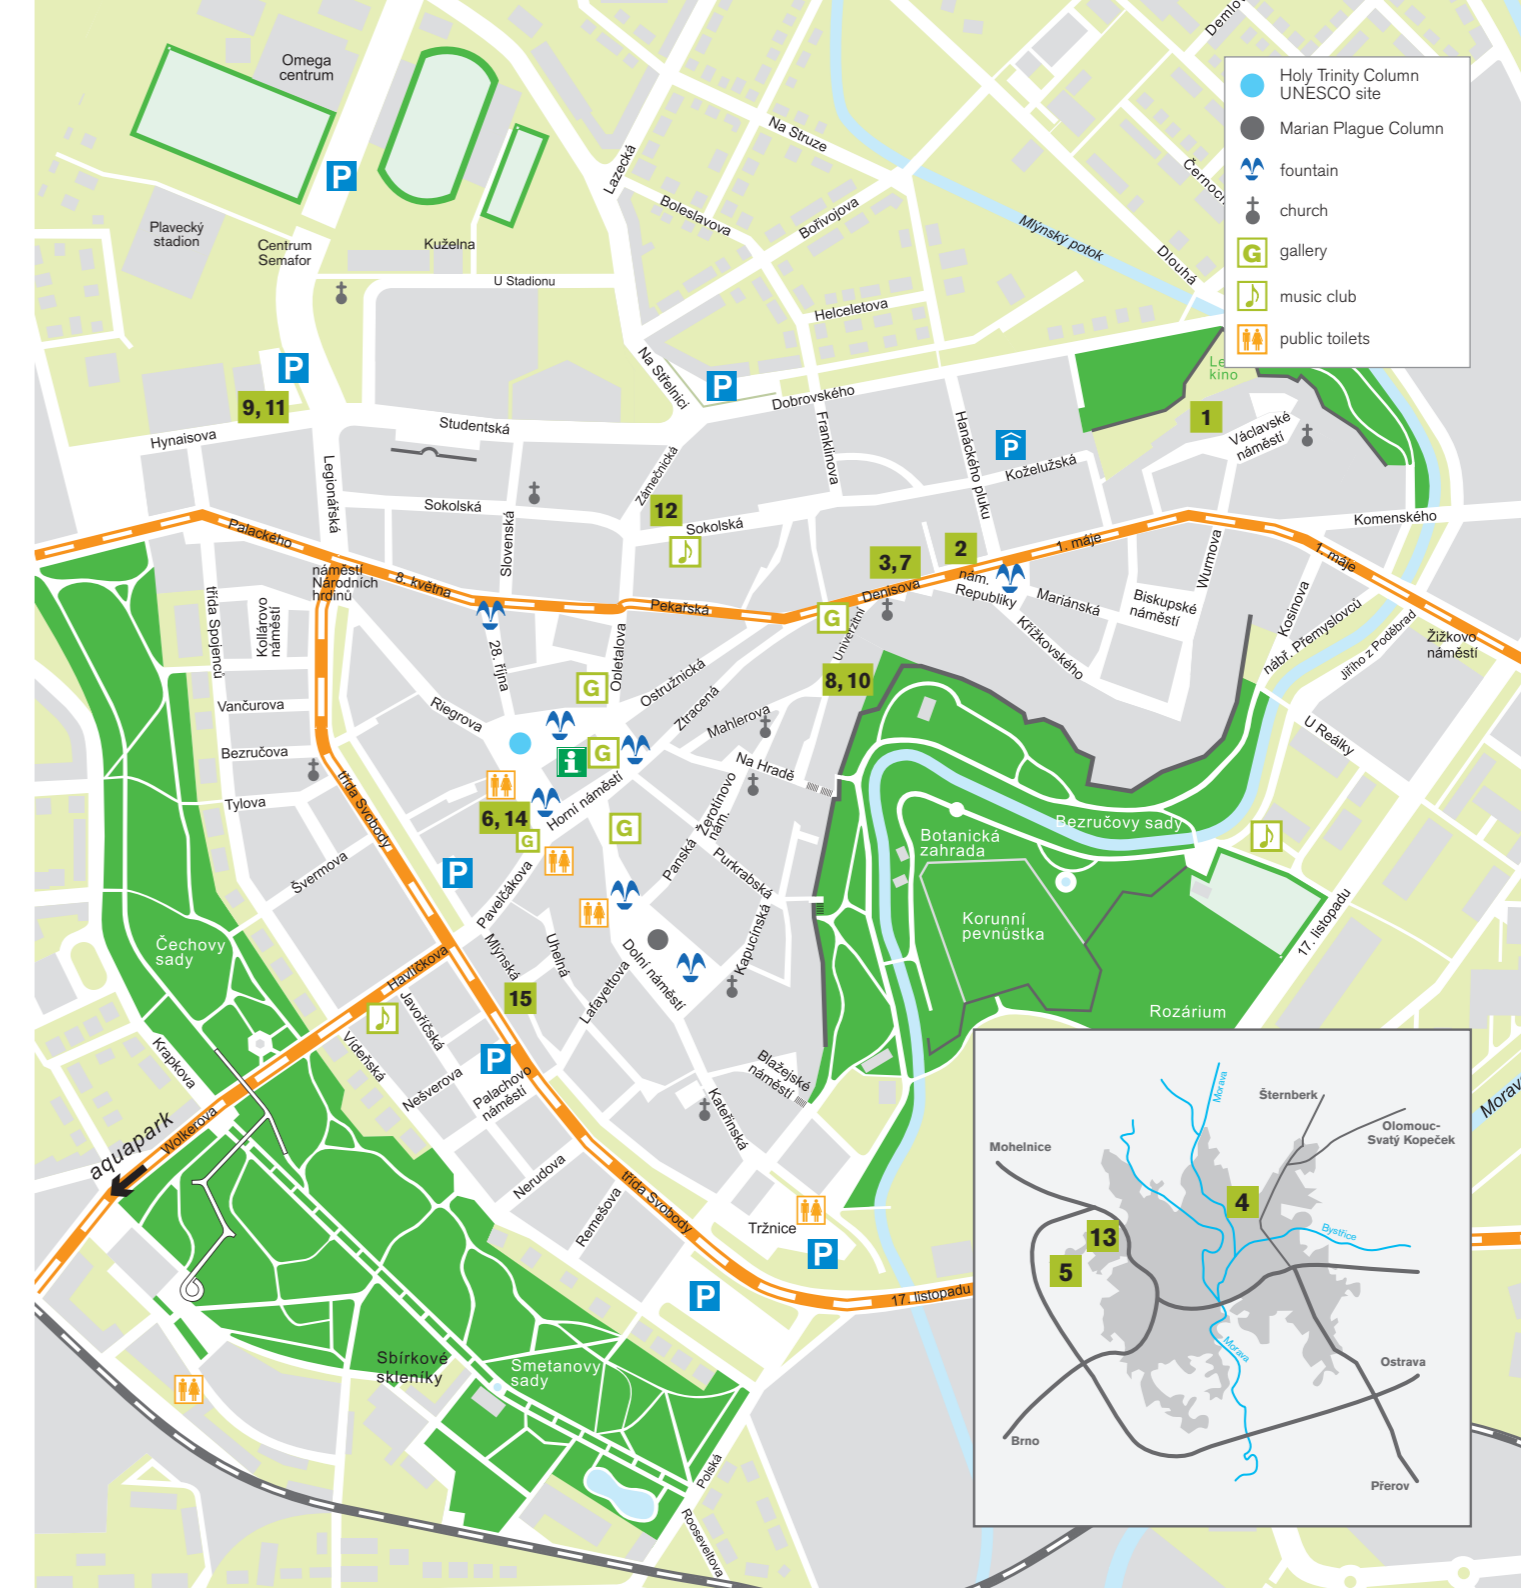 Omega
centrum
P
Plavecký
stadion
Centrum
Semafor
Kuželna
U Stadionu
Lazecká
Na Struze
Boleslavova
Bořivojova
Mlýnský potok
Dlouhá
Helceletova
Na Střelnici
P
P
Dobrovského
9, 11
Hynaisova
Studentská
Legionářská
Franklinova
Hanáckého pluku
P
Koželužská
1
Václavské
náměstí
Holy Trinity Column
UNESCO site
Marian Plague Column
fountain
church
G
gallery
music club
public toilets
kino
Zámečnická
12
Sokolská
Sokolská
Slovenská
Palackého
Komenského
1. máje
1. máje
Wurmova
2
3, 7
Denisova
nám.
Republiky
Mariánská
Biskupské
náměstí
Křížkovského
Kosinova
nábř. Přemyslovců
Jiřího z Poděbrad
Žižkovo
náměstí
U Reálky
náměstí
Národních
hrdinů
8. května
Pekařská
G
Univerzitní
8, 10
třída Spojenců
Kollárovo
náměstí
28. října
Opletalova
G
Ostružnická
Ztracená
Mahlerova
Vančurova
Riegrova
Bezručova
Tylova
Na Hradě
i
G
třída Svobody
6, 14
Horní náměstí
G
G
Žerotínovo
nám.
Panská
Purkrabská
Botanická
zahrada
Bezručovy sady
Švermova
P
Pavelčákova
Korunní
pevnůstka
17. listopadu
Čechovy
sady
Havlíčkova
Mlýnská
Uhelná
Dolní náměstí
Kapucínská
Lafayettova
15
Rozárium
Javoříčská
Vídeňská
Krapkova
P
Nešverova
Palachovo
náměstí
Blažejské
náměstí
Kateřinská
aquapark
Wolkerova
Nerudova
Remešova
třída Svobody
Tržnice
P
P
17. listopadu
Sbírkové
skleníky
Smetanovy
sady
Polská
Rooseveltova
Morava
Šternberk
Olomouc-
Svatý Kopeček
Mohelnice
4
13
5
Bystřice
Morava
Ostrava
Brno
Přerov